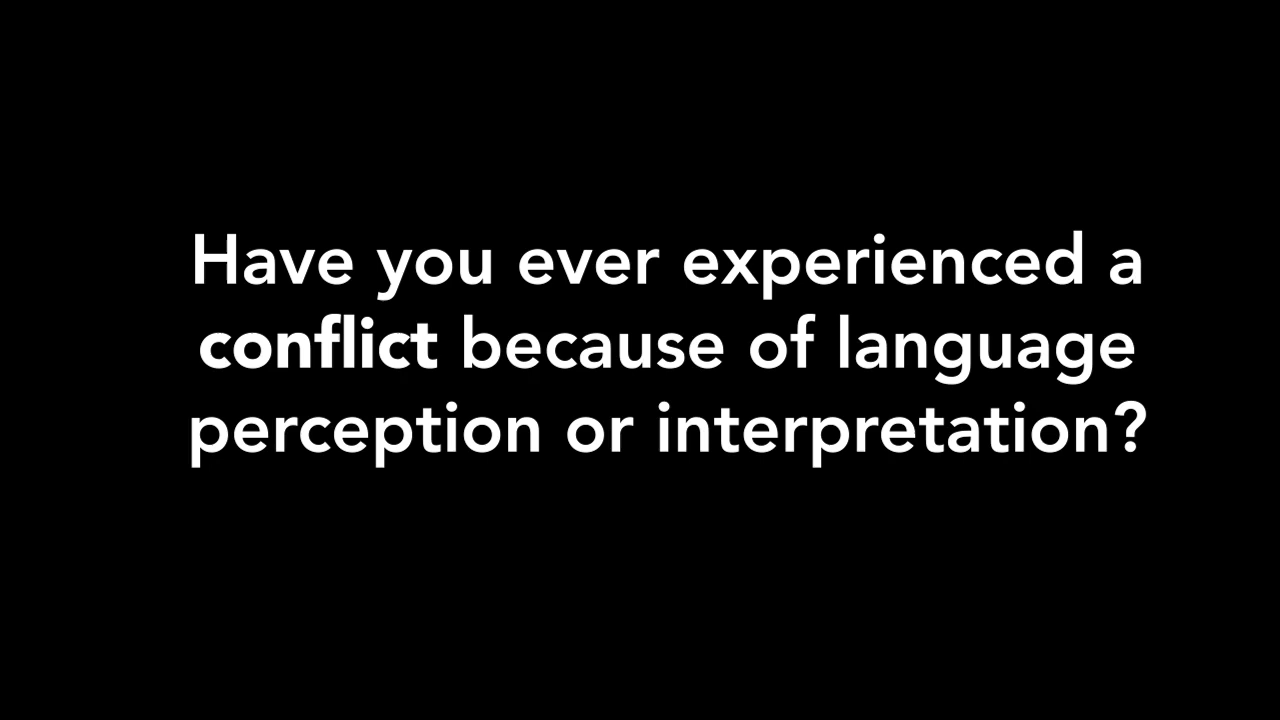 Have you ever experienced a
conflict because of language
perception or interpretation?